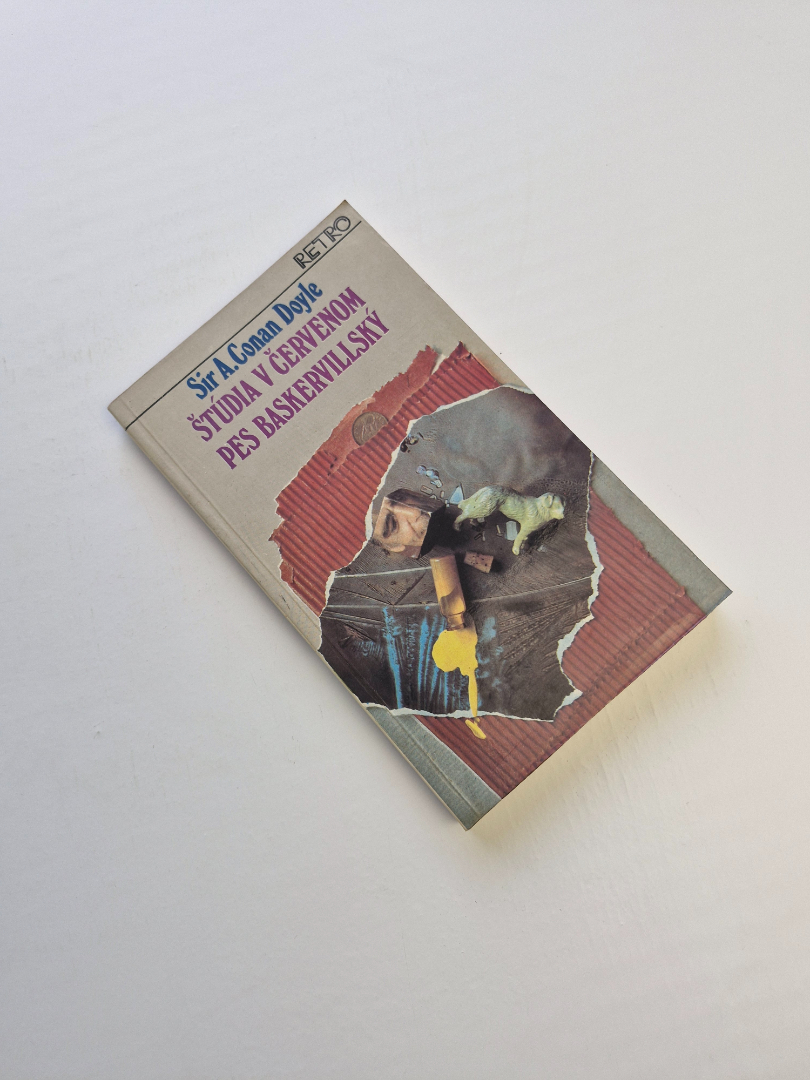 RETRO
Sir A. Conan Doyle
ŠTÚDIA V ČERVENOM
PES BASKERVILLSKÝ